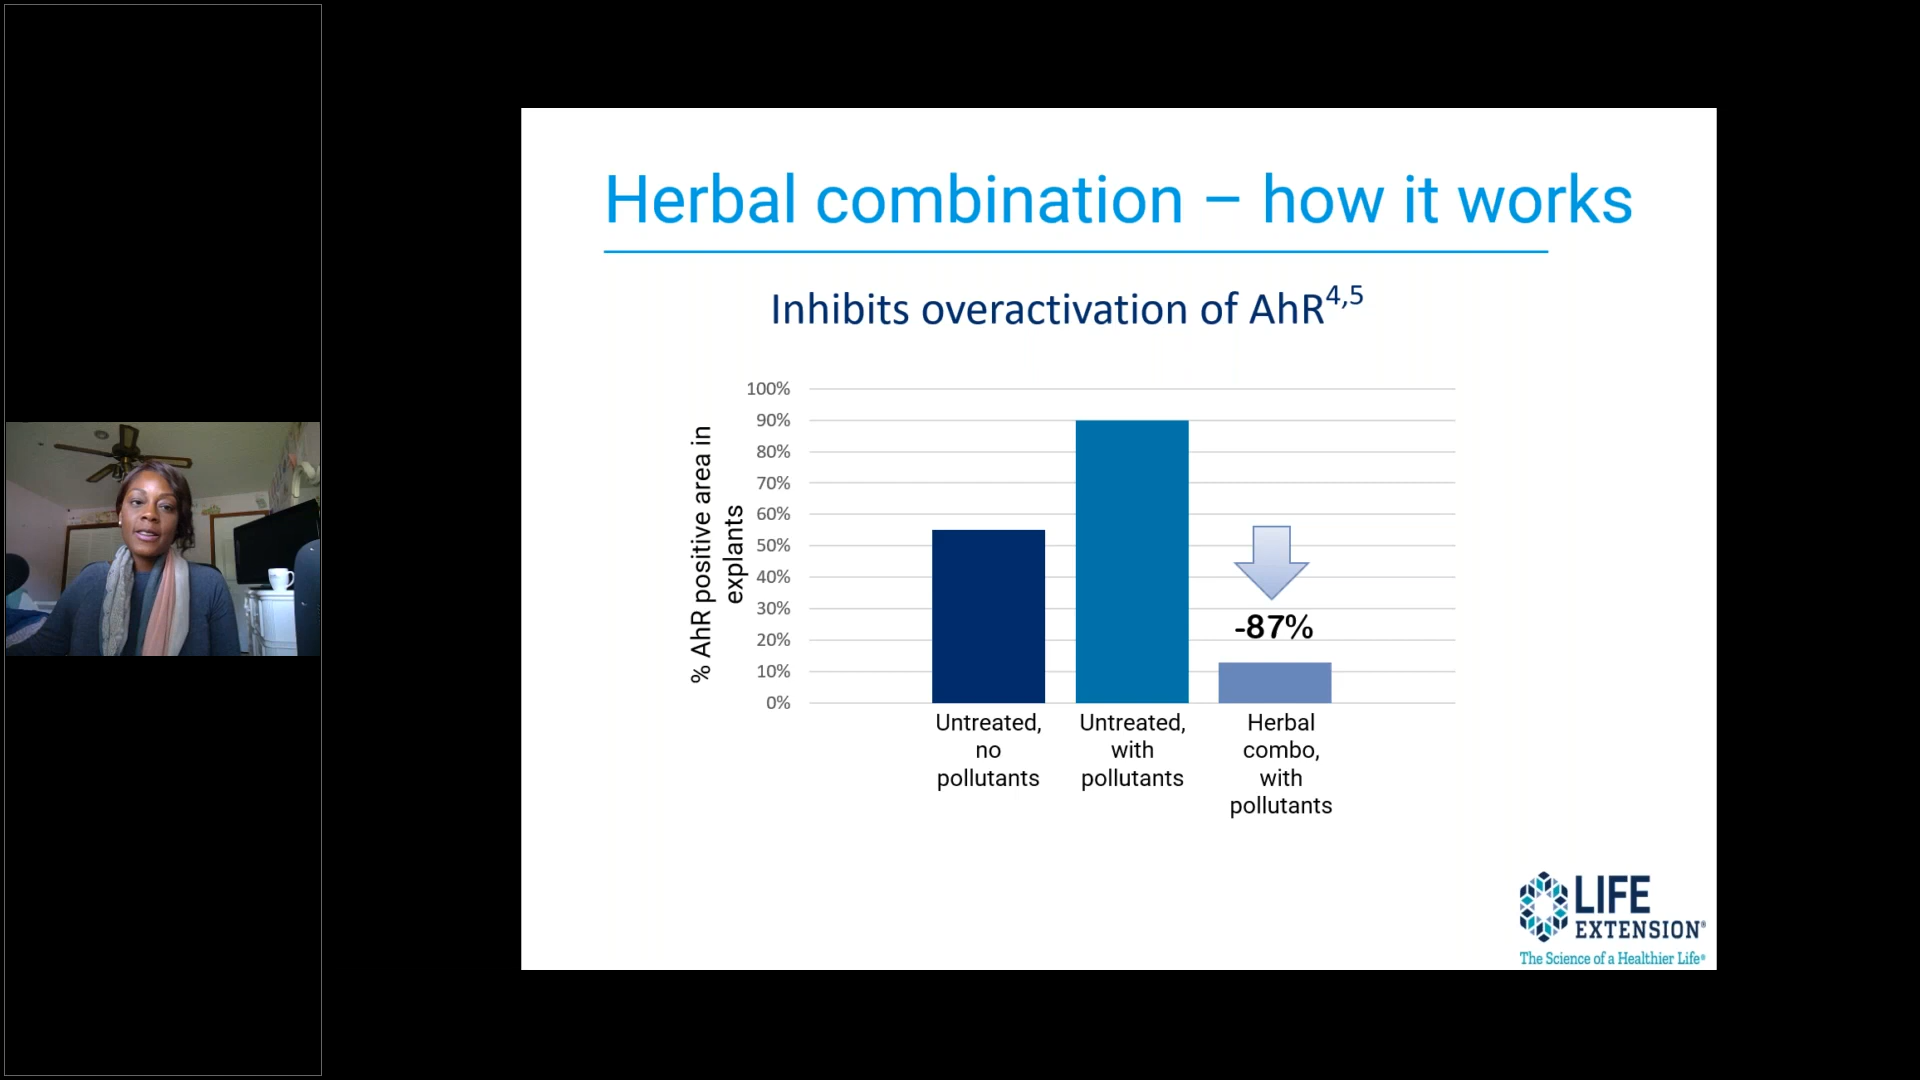 Herbal combination – how it works
Inhibits overactivation of AhR4,5
% AhR positive area in
explants
100%
90%
80%
70%
60%
50%
40%
30%
20%
10%
0%
-87%
Untreated,
no
pollutants
Untreated,
with
pollutants
Herbal
combo,
with
pollutants
LIFE
EXTENSION®
The Science of a Healthier Life®